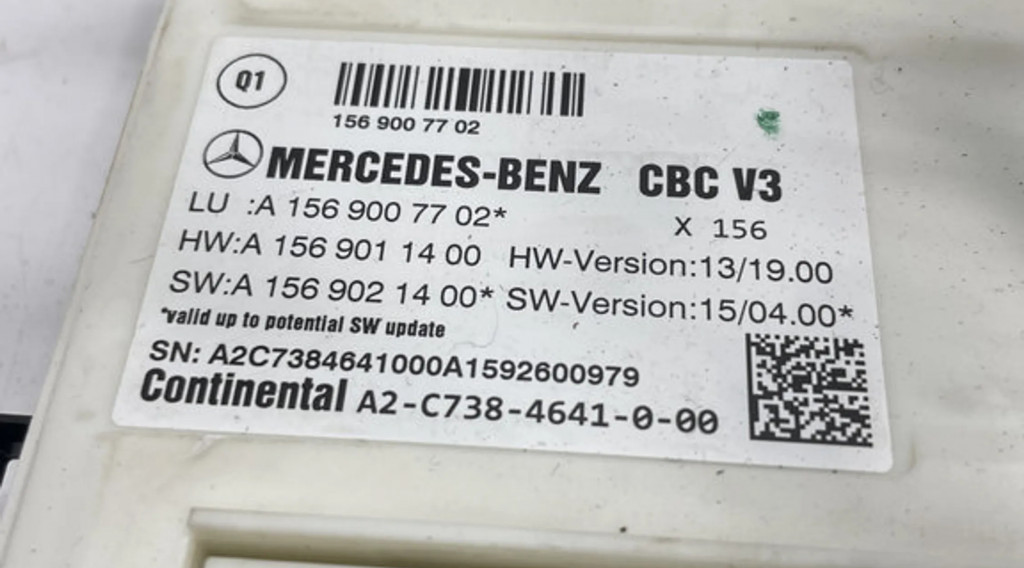 Q1
156 900 77 02
MERCEDES-BENZ CBC V3
LU :A 156 900 77 02* X 156
HW:A 156 901 14 00 HW-Version:13/19.00
SW:A 156 902 14 00* SW-Version:15/04.00*
*valid up to potential SW update
SN: A2C7384641000A1592600979
Continental A2-C738-4641-0-00